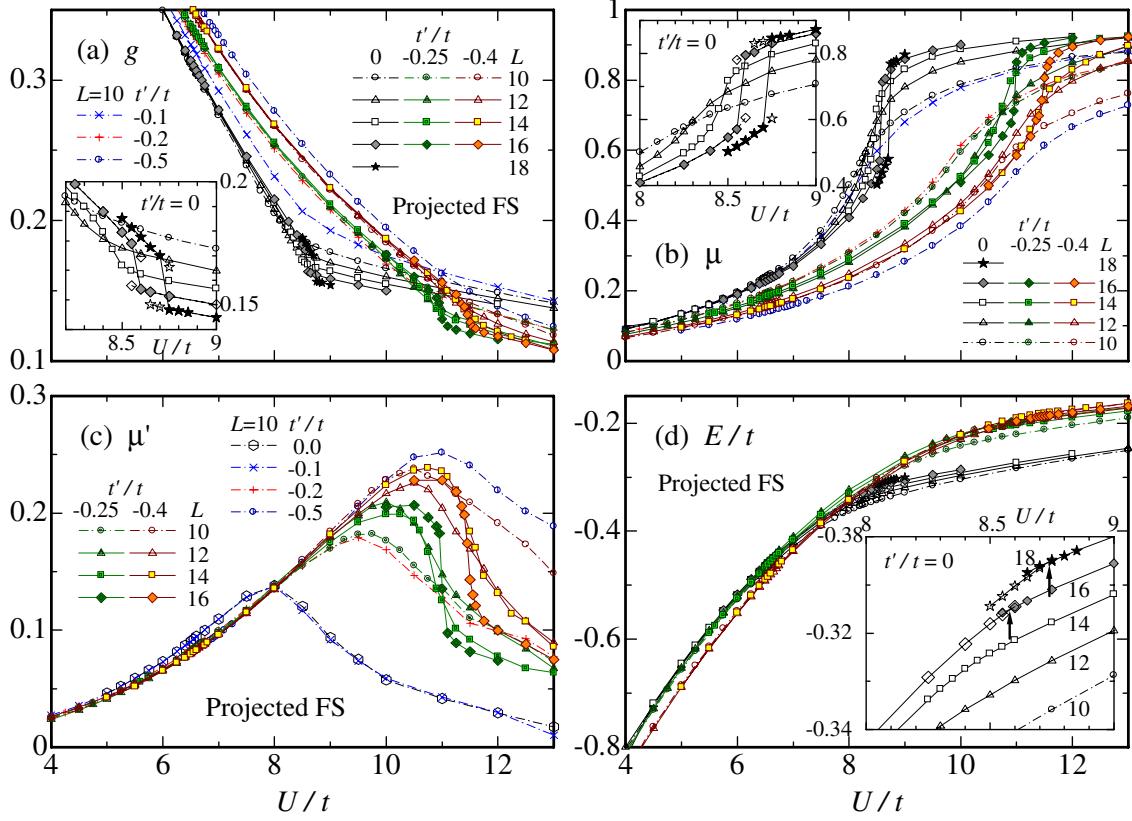 (a) g
t'/t
0 -0.25 -0.4 L
10
12
14
16
18
L=10 t'/t
-0.1
-0.2
-0.5
Projected FS
t'/t=0
0.2
0.15
8.5 U/t 9
0.3
0.2
0.1
1
0.8
0.6
0.4
0.2
0
t'/t=0
0.8
0.6
0.4
8 8.5 9
U/t
(b) μ
t'/t
0 -0.25 -0.4 L
18
16
14
12
10
0.3
0.2
0.1
0
(c) μ'
L=10 t'/t
0.0
-0.1
-0.2
-0.5
t'/t
-0.25 -0.4 L
10
12
14
16
Projected FS
4 6 8 10 12
U/t
-0.2
-0.4
-0.6
-0.8
(d) E/t
Projected FS
8 8.5 9
U/t
-0.38
-0.32
-0.34
t'/t=0
18
16
14
12
10
4 6 8 10 12
U/t